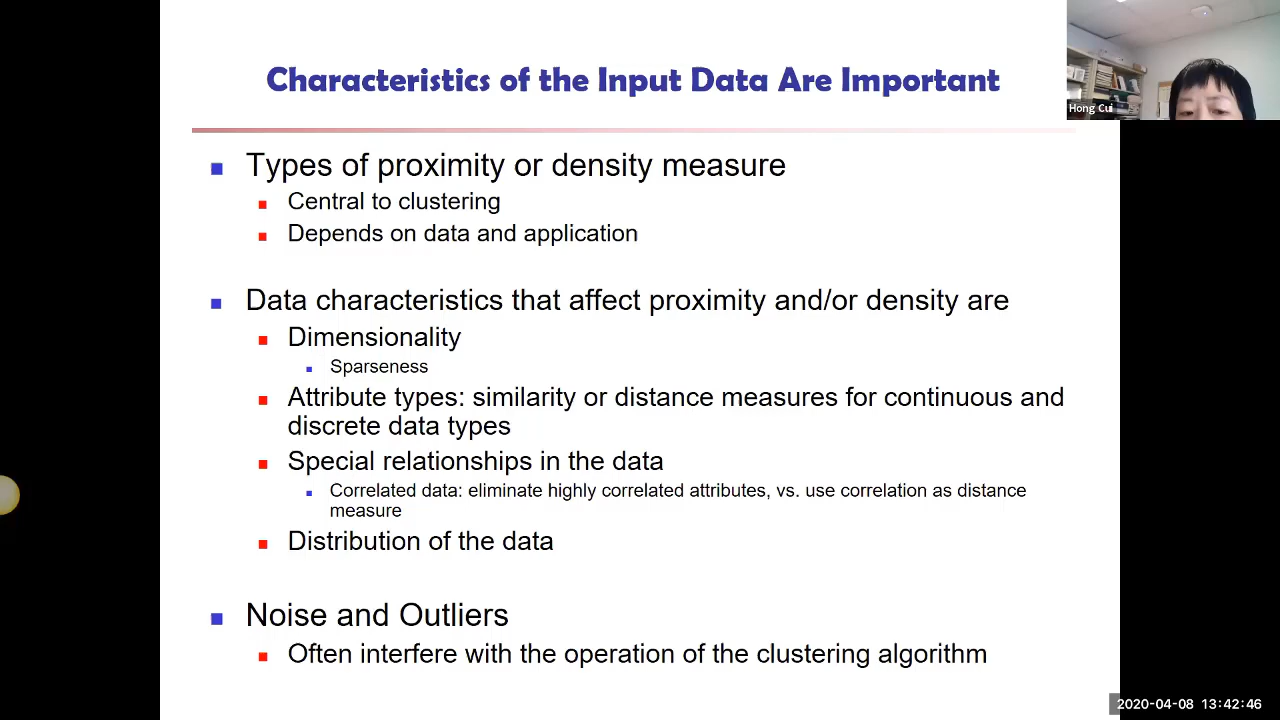 Characteristics of the Input Data Are Important
Hong Cui
Types of proximity or density measure
Central to clustering
Depends on data and application
Data characteristics that affect proximity and/or density are
Dimensionality
Sparseness
Attribute types: similarity or distance measures for continuous and
discrete data types
Special relationships in the data
Correlated data: eliminate highly correlated attributes, vs. use correlation as distance
measure
Distribution of the data
Noise and Outliers
Often interfere with the operation of the clustering algorithm
2020-04-08 13:42:46